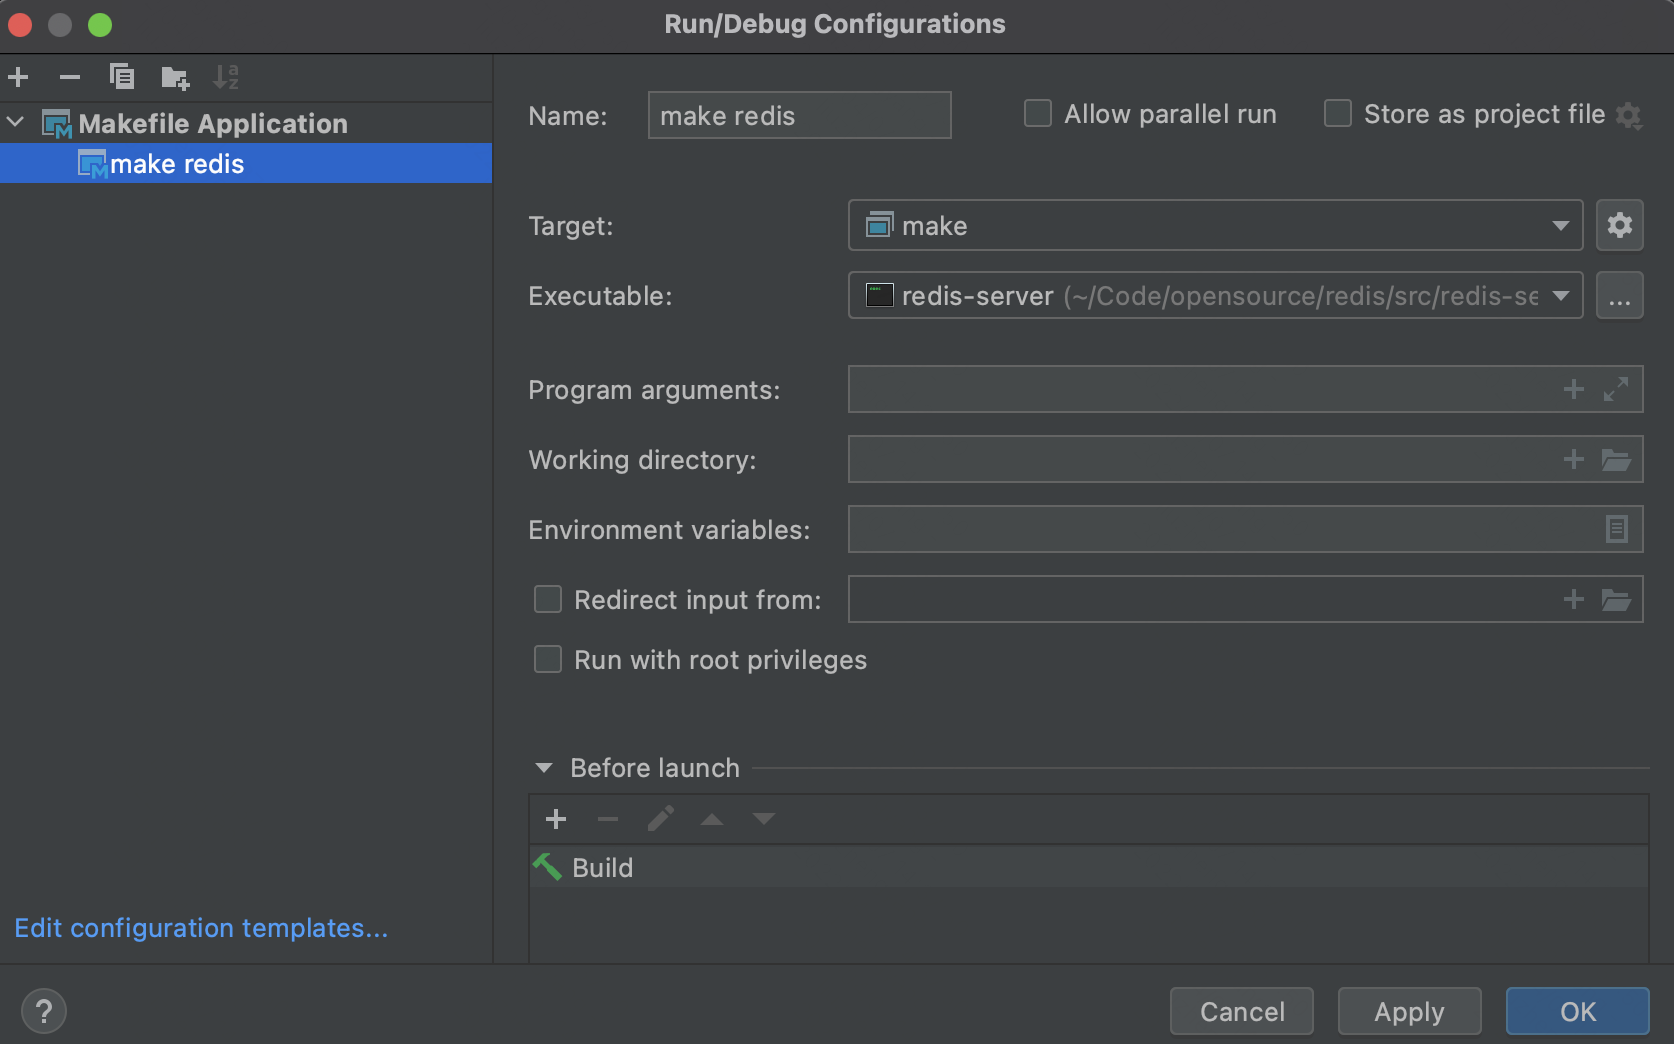 Run/Debug Configurations
Makefile Application
make redis
Edit configuration templates...
Name: make redis
Allow parallel run
Store as project file
Target: make
Executable: redis-server (~/Code/opensource/redis/src/redis-se
...
Program arguments:
Working directory:
Environment variables:
Redirect input from:
Run with root privileges
Before launch
Build
?
Cancel
Apply
OK